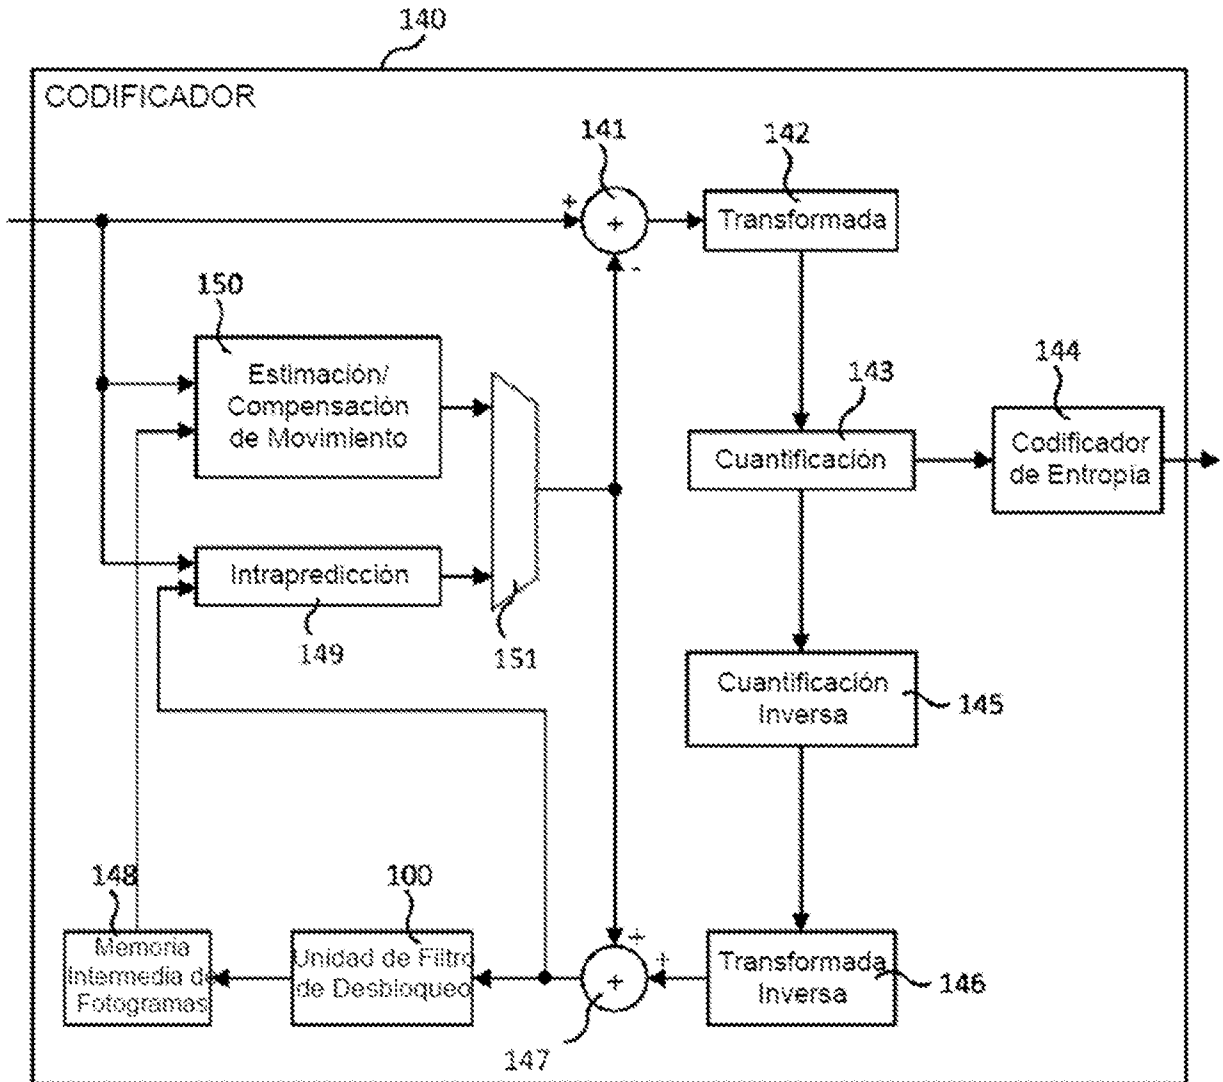 140
CODIFICADOR
141
142
+
+
Transformada
-
150
Estimación/
Compensación
de Movimiento
143
144
Cuantificación
Codificador
de Entropía
Intrapredicción
149
151
Cuantificación
Inversa
145
148
100
Memoria
Intermedia de
Fotogramas
Unidad de Filtro
de Desbloqueo
+
+
+
147
Transformada
Inversa
146